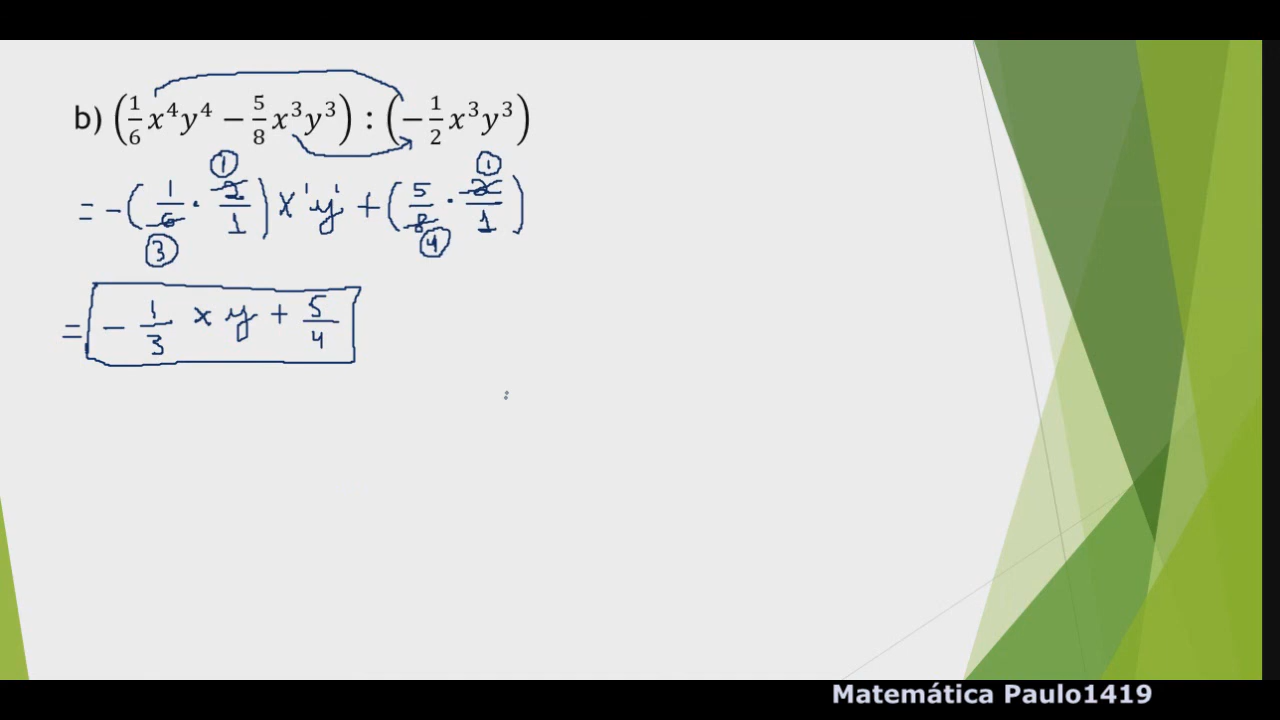 b) (1/6 x⁴y⁴ − 5/8 x³y³) : (−1/2 x³y³)
= −(1/6 · 2/1) x¹y¹ + (5/8 · 2/1)
① ① ③ ④
= −1/3 x y + 5/4
Matemática Paulo1419